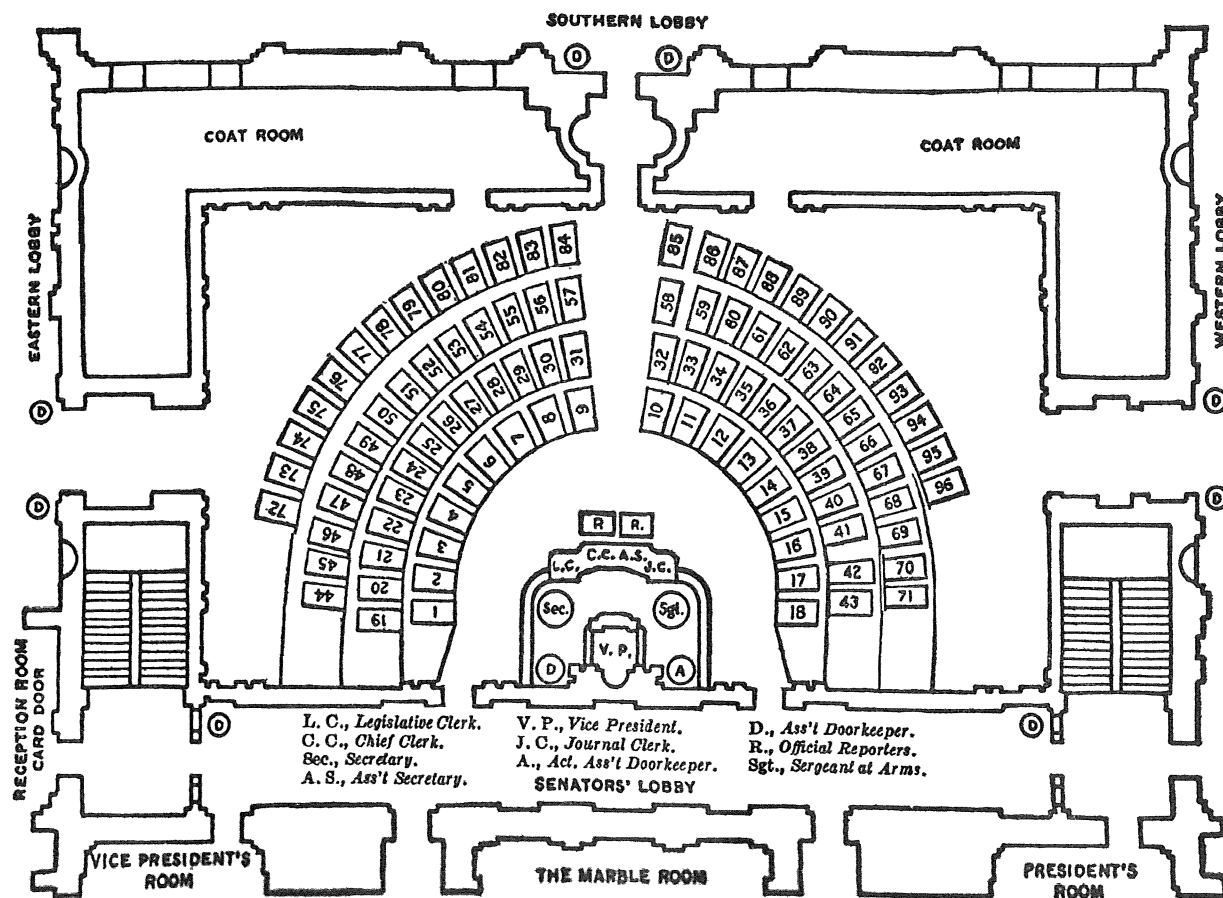 SOUTHERN LOBBY
D
D
COAT ROOM
COAT ROOM
EASTERN LOBBY
WESTERN LOBBY
D
D
D
D
72 73 74 75 76 77 78 79 80 81 82 83 84
85 86 87 88 89 90 91 92 93 94 95 96
44 45 46 47 48 49 50 51 52 53 54 55 56 57
58 59 60 61 62 63 64 65 66 67 68 69 70 71
19 20 21 22 23 24 25 26 27 28 29 30 31
32 33 34 35 36 37 38 39 40 41 42 43
1 2 3 4 5 6 7 8 9
10 11 12 13 14 15 16 17 18
R R.
L.C. C.C. A.S. J.C.
Sec. Sgt.
V. P.
D A
RECEPTION ROOM
CARD DOOR
D
D
L. C., Legislative Clerk.
C. C., Chief Clerk.
Sec., Secretary.
A. S., Ass't Secretary.
V. P., Vice President.
J. C., Journal Clerk.
A., Act. Ass't Doorkeeper.
D., Ass't Doorkeeper.
R., Official Reporters.
Sgt., Sergeant at Arms.
SENATORS' LOBBY
VICE PRESIDENT'S
ROOM
THE MARBLE ROOM
PRESIDENT'S
ROOM